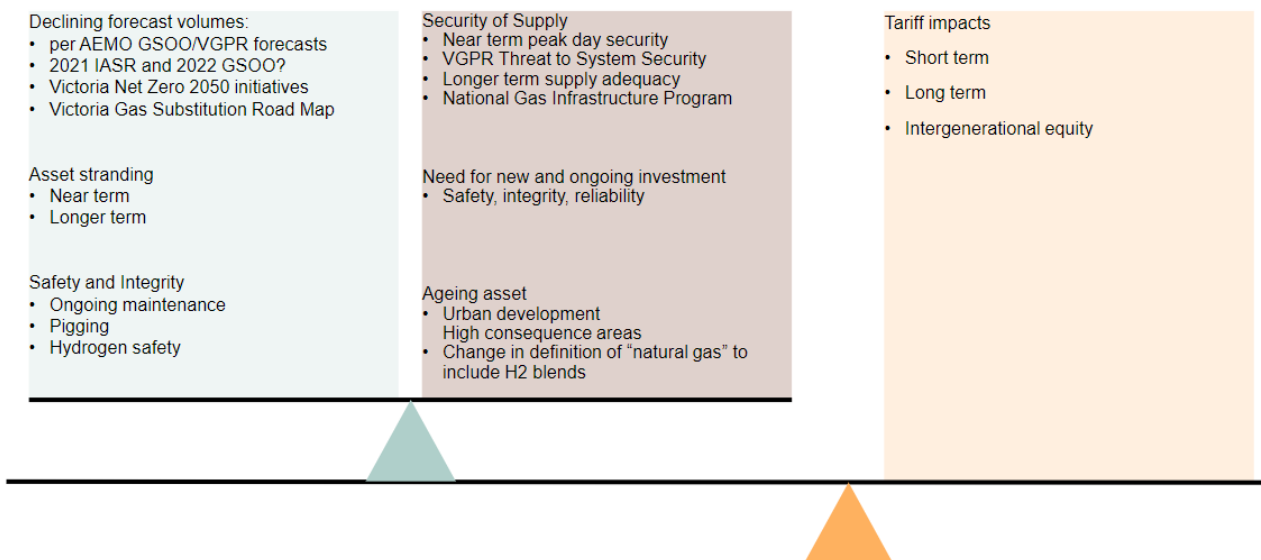 Declining forecast volumes:
• per AEMO GSOO/VGPR forecasts
• 2021 IASR and 2022 GSOO?
• Victoria Net Zero 2050 initiatives
• Victoria Gas Substitution Road Map
Asset stranding
• Near term
• Longer term
Safety and Integrity
• Ongoing maintenance
• Pigging
• Hydrogen safety
Security of Supply
• Near term peak day security
• VGPR Threat to System Security
• Longer term supply adequacy
• National Gas Infrastructure Program
Need for new and ongoing investment
• Safety, integrity, reliability
Ageing asset
• Urban development
High consequence areas
• Change in definition of “natural gas” to
include H2 blends
Tariff impacts
• Short term
• Long term
• Intergenerational equity